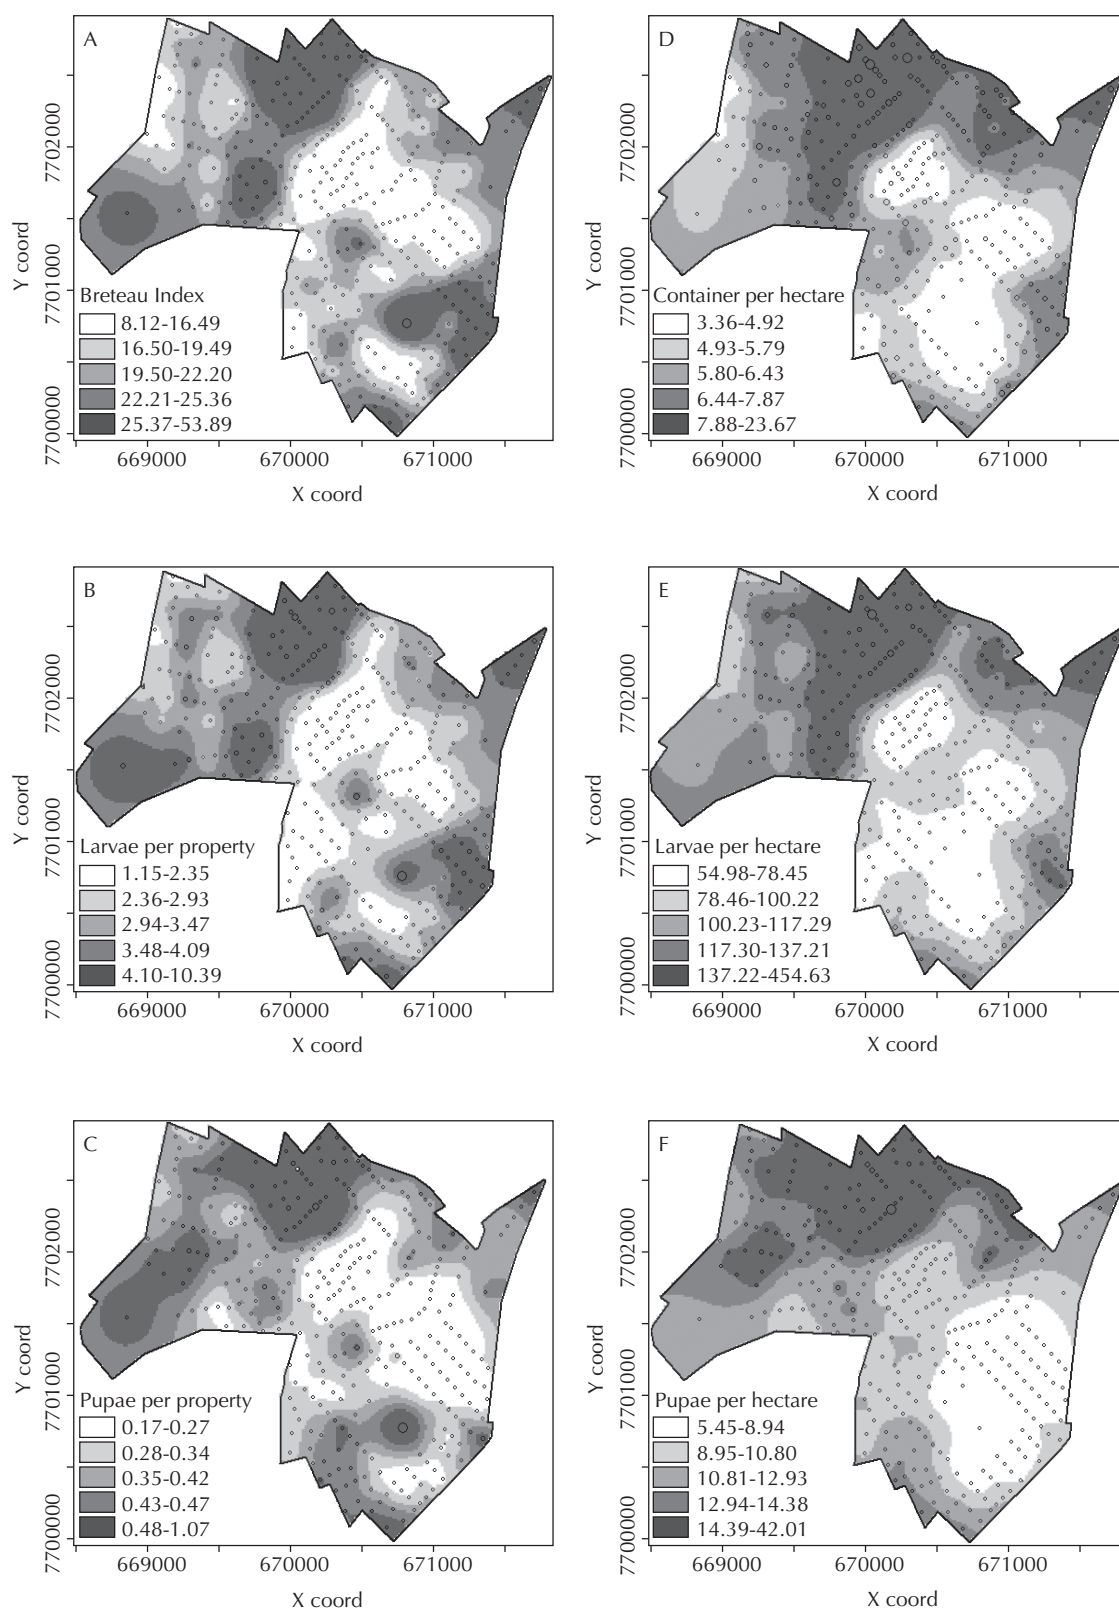 A
Y coord
7702000
7701000
7700000
Breteau Index
8.12-16.49
16.50-19.49
19.50-22.20
22.21-25.36
25.37-53.89
669000 670000 671000
X coord
D
Y coord
7702000
7701000
7700000
Container per hectare
3.36-4.92
4.93-5.79
5.80-6.43
6.44-7.87
7.88-23.67
669000 670000 671000
X coord
B
Y coord
7702000
7701000
7700000
Larvae per property
1.15-2.35
2.36-2.93
2.94-3.47
3.48-4.09
4.10-10.39
669000 670000 671000
X coord
E
Y coord
7702000
7701000
7700000
Larvae per hectare
54.98-78.45
78.46-100.22
100.23-117.29
117.30-137.21
137.22-454.63
669000 670000 671000
X coord
C
Y coord
7702000
7701000
7700000
Pupae per property
0.17-0.27
0.28-0.34
0.35-0.42
0.43-0.47
0.48-1.07
669000 670000 671000
X coord
F
Y coord
7702000
7701000
7700000
Pupae per hectare
5.45-8.94
8.95-10.80
10.81-12.93
12.94-14.38
14.39-42.01
669000 670000 671000
X coord